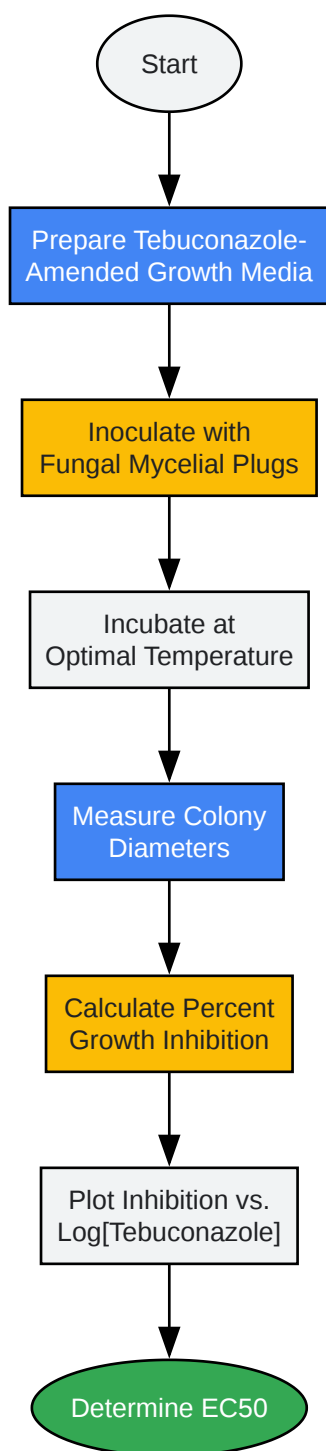 Start
Prepare Tebuconazole-
Amended Growth Media
Inoculate with
Fungal Mycelial Plugs
Incubate at
Optimal Temperature
Measure Colony
Diameters
Calculate Percent
Growth Inhibition
Plot Inhibition vs.
Log[Tebuconazole]
Determine EC50